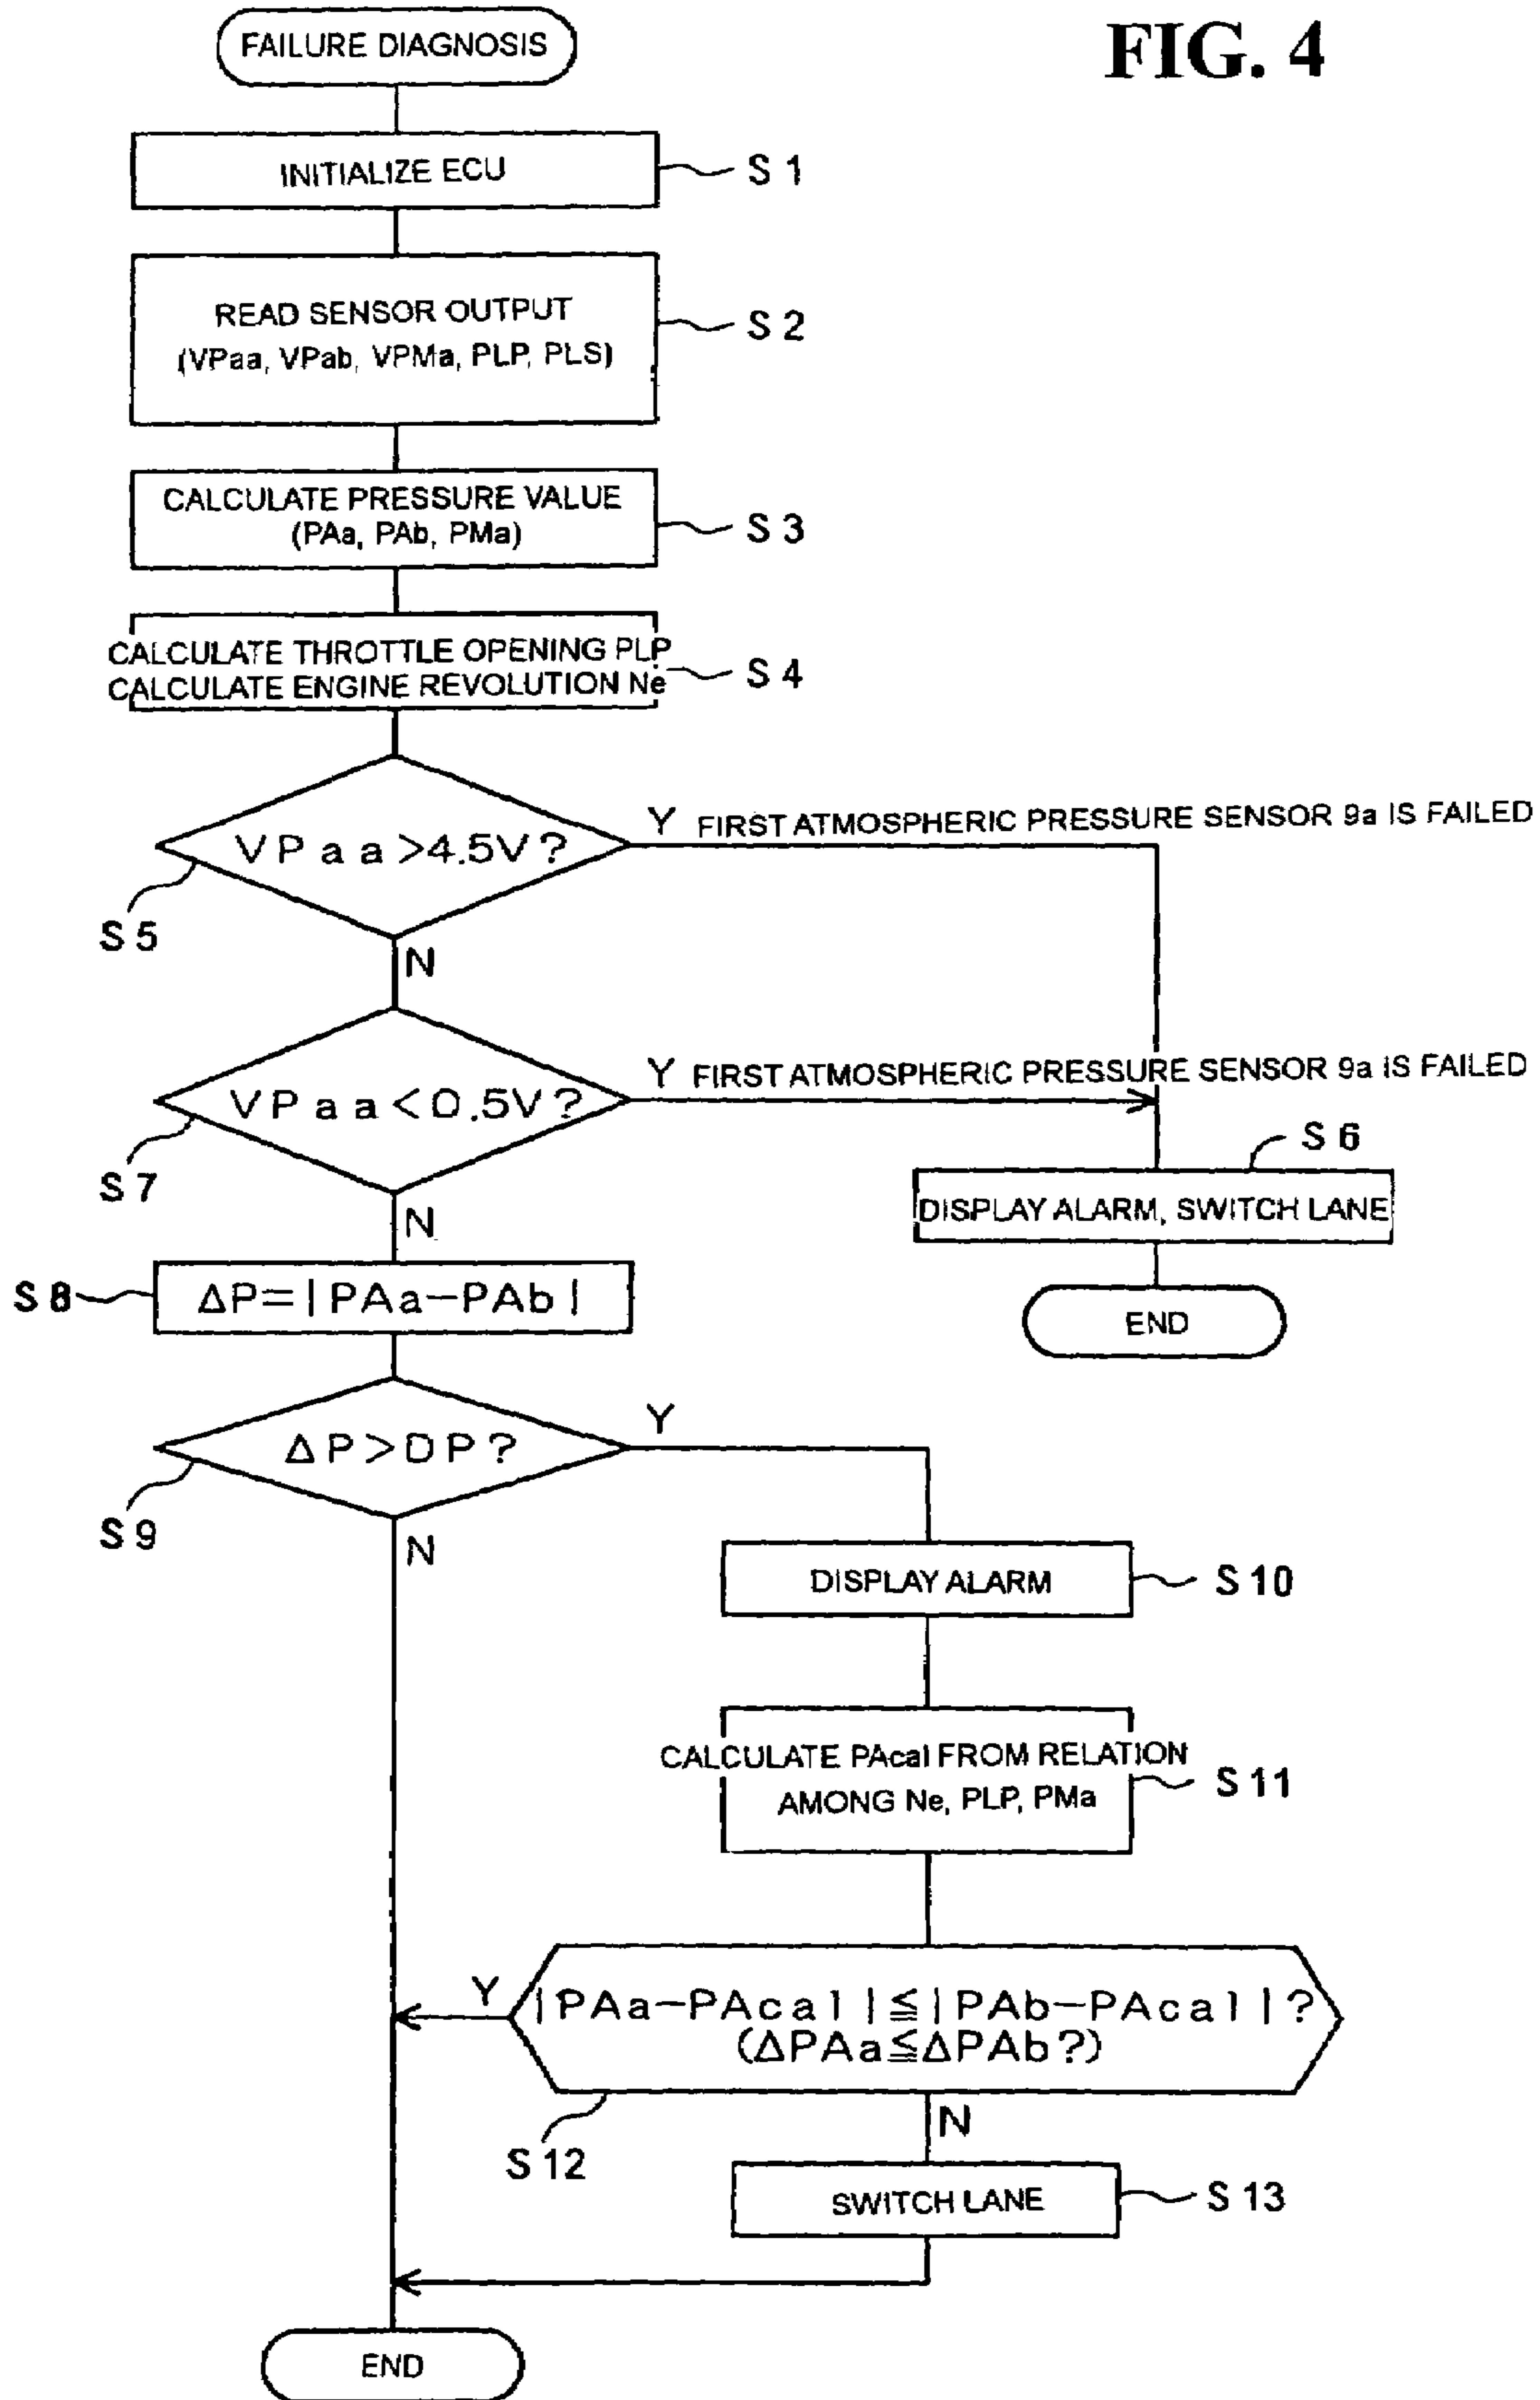 FIG. 4
FAILURE DIAGNOSIS
INITIALIZE ECU
S 1
READ SENSOR OUTPUT
(VPaa, VPab, VPMa, PLP, PLS)
S 2
CALCULATE PRESSURE VALUE
(PAa, PAb, PMa)
S 3
CALCULATE THROTTLE OPENING PLP
CALCULATE ENGINE REVOLUTION Ne
S 4
VPaa>4.5V?
Y FIRST ATMOSPHERIC PRESSURE SENSOR 9a IS FAILED
S 5
N
VPaa<0.5V?
Y FIRST ATMOSPHERIC PRESSURE SENSOR 9a IS FAILED
S 7
N
S 6
DISPLAY ALARM, SWITCH LANE
END
S 8
ΔP=|PAa−PAb|
ΔP>DP?
Y
S 9
N
DISPLAY ALARM
S 10
CALCULATE PAcal FROM RELATION
AMONG Ne, PLP, PMa
S 11
Y
|PAa−PAcal|≦|PAb−PAcal|?
(ΔPAa≦ΔPAb?)
S 12
N
SWITCH LANE
S 13
END